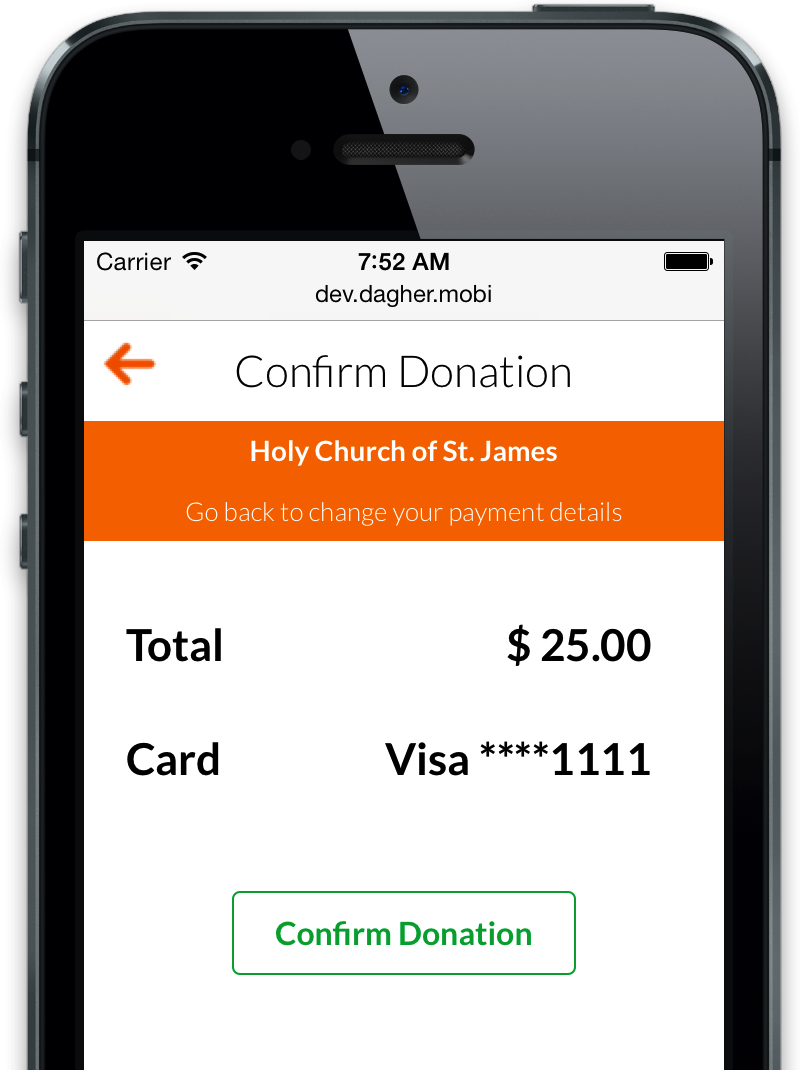 Carrier 7:52 AM
dev.dagher.mobi
Confirm Donation
Holy Church of St. James
Go back to change your payment details
Total $ 25.00
Card Visa ****1111
Confirm Donation